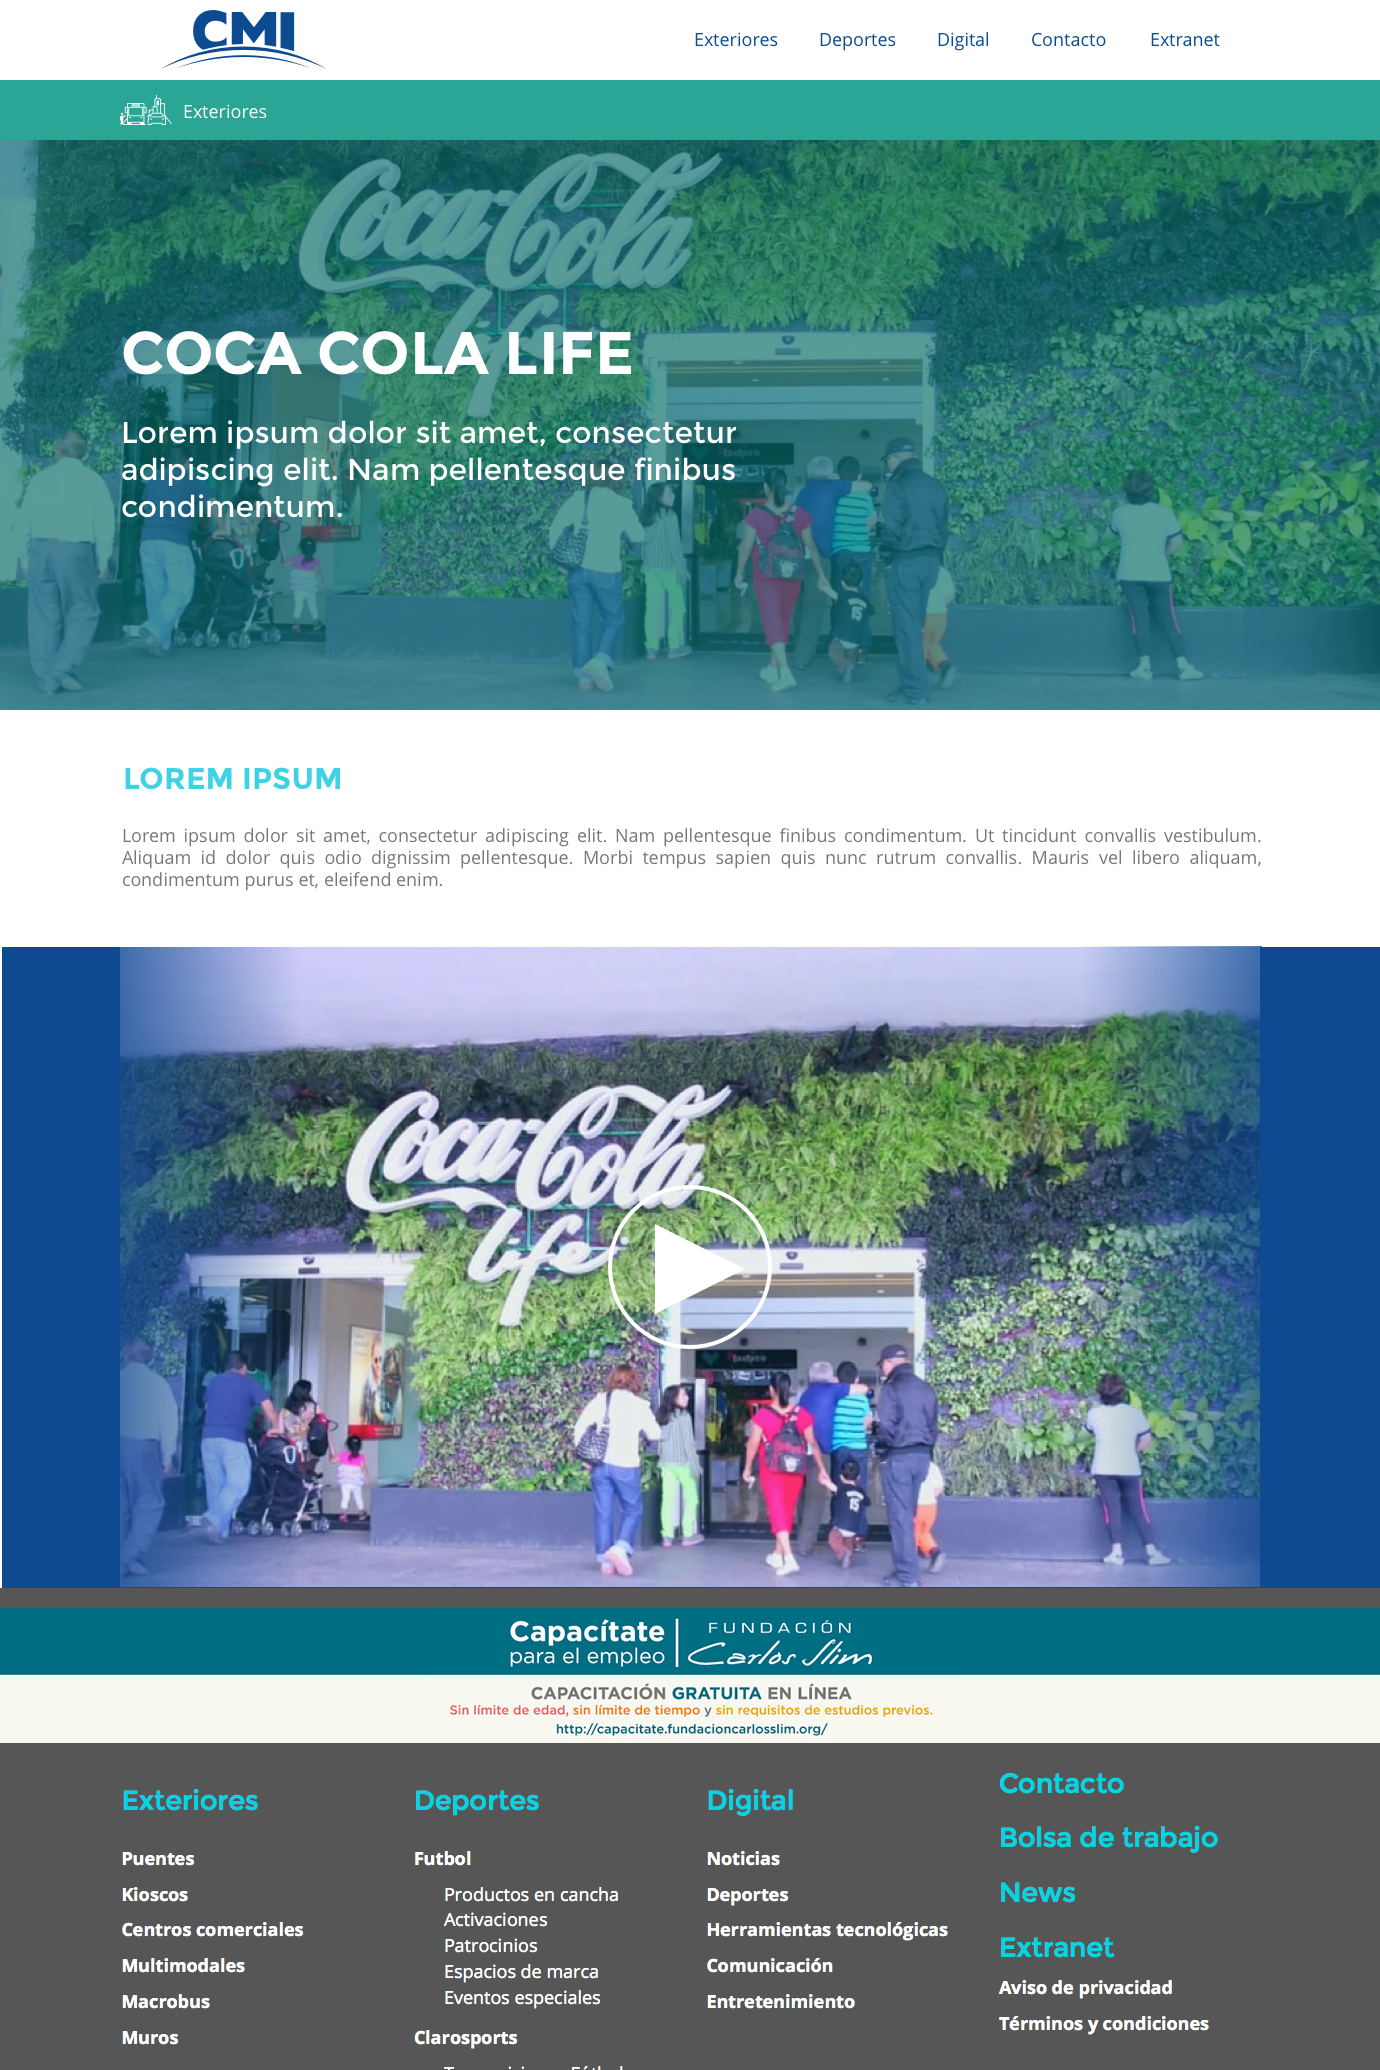 CMI
Exteriores Deportes Digital Contacto Extranet
Exteriores
Coca-Cola
life
COCA COLA LIFE
Lorem ipsum dolor sit amet, consectetur
adipiscing elit. Nam pellentesque finibus
condimentum.
15
LOREM IPSUM
Lorem ipsum dolor sit amet, consectetur adipiscing elit. Nam pellentesque finibus condimentum. Ut tincidunt convallis vestibulum.
Aliquam id dolor quis odio dignissim pellentesque. Morbi tempus sapien quis nunc rutrum convallis. Mauris vel libero aliquam,
condimentum purus et, eleifend enim.
Coca-Cola
life
fashion
15
Capacítate
para el empleo
FUNDACIÓN
Carlos Slim
CAPACITACIÓN GRATUITA EN LÍNEA
Sin límite de edad, sin límite de tiempo y sin requisitos de estudios previos.
http://capacitate.fundacioncarlosslim.org/
Exteriores
Puentes
Kioscos
Centros comerciales
Multimodales
Macrobus
Muros
Deportes
Futbol
Productos en cancha
Activaciones
Patrocinios
Espacios de marca
Eventos especiales
Clarosports
Digital
Noticias
Deportes
Herramientas tecnológicas
Comunicación
Entretenimiento
Contacto
Bolsa de trabajo
News
Extranet
Aviso de privacidad
Términos y condiciones